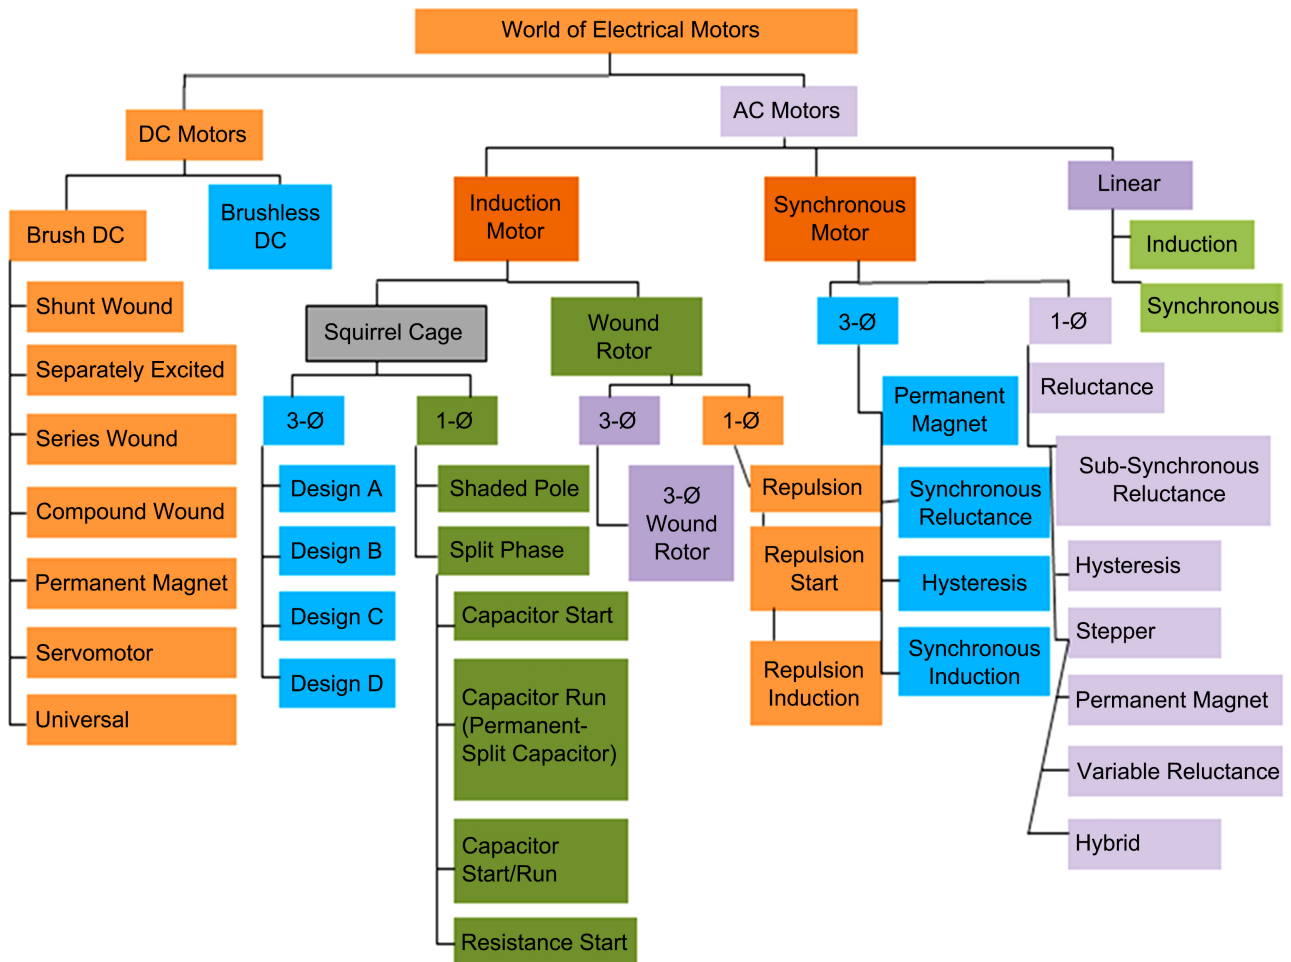 World of Electrical Motors
DC Motors
AC Motors
Brush DC
Brushless
DC
Induction
Motor
Synchronous
Motor
Linear
Induction
Synchronous
Shunt Wound
Separately Excited
Series Wound
Compound Wound
Permanent Magnet
Servomotor
Universal
Squirrel Cage
Wound
Rotor
3-Ø
1-Ø
3-Ø
1-Ø
Design A
Design B
Design C
Design D
Shaded Pole
Split Phase
Capacitor Start
Capacitor Run
(Permanent-
Split Capacitor)
Capacitor
Start/Run
Resistance Start
3-Ø
Wound
Rotor
Repulsion
Repulsion
Start
Repulsion
Induction
3-Ø
1-Ø
Permanent
Magnet
Synchronous
Reluctance
Hysteresis
Synchronous
Induction
Reluctance
Sub-Synchronous
Reluctance
Hysteresis
Stepper
Permanent Magnet
Variable Reluctance
Hybrid